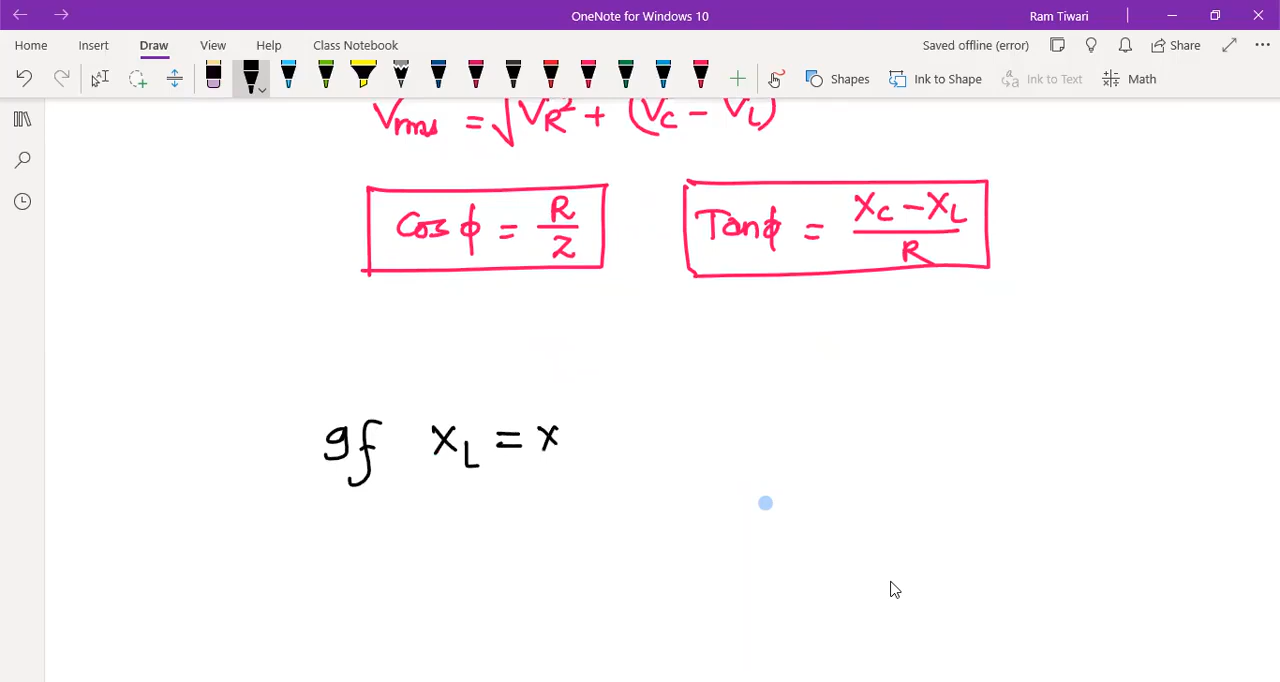 OneNote for Windows 10
Ram Tiwari
Home Insert Draw View Help Class Notebook
Saved offline (error)
Share
Shapes
Ink to Shape
Ink to Text
Math
Vrms = √VR² + (VC − VL)
Cos ϕ = R/Z
Tanϕ = XC − XL / R
If XL = X